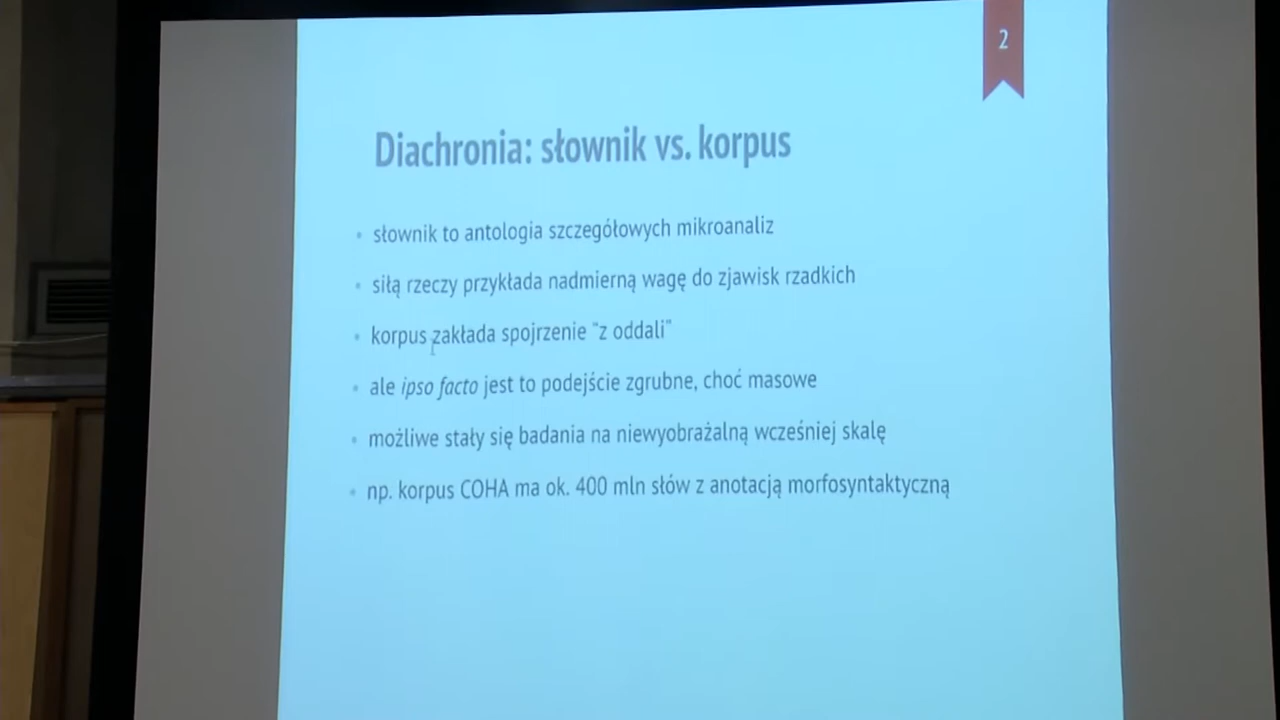 2
Diachronia: słownik vs. korpus
• słownik to antologia szczegółowych mikroanaliz
• siłą rzeczy przykłada nadmierną wagę do zjawisk rzadkich
• korpus zakłada spojrzenie "z oddali"
• ale ipso facto jest to podejście zgrubne, choć masowe
• możliwe stały się badania na niewyobrażalną wcześniej skalę
• np. korpus COHA ma ok. 400 mln słów z anotacją morfosyntaktyczną